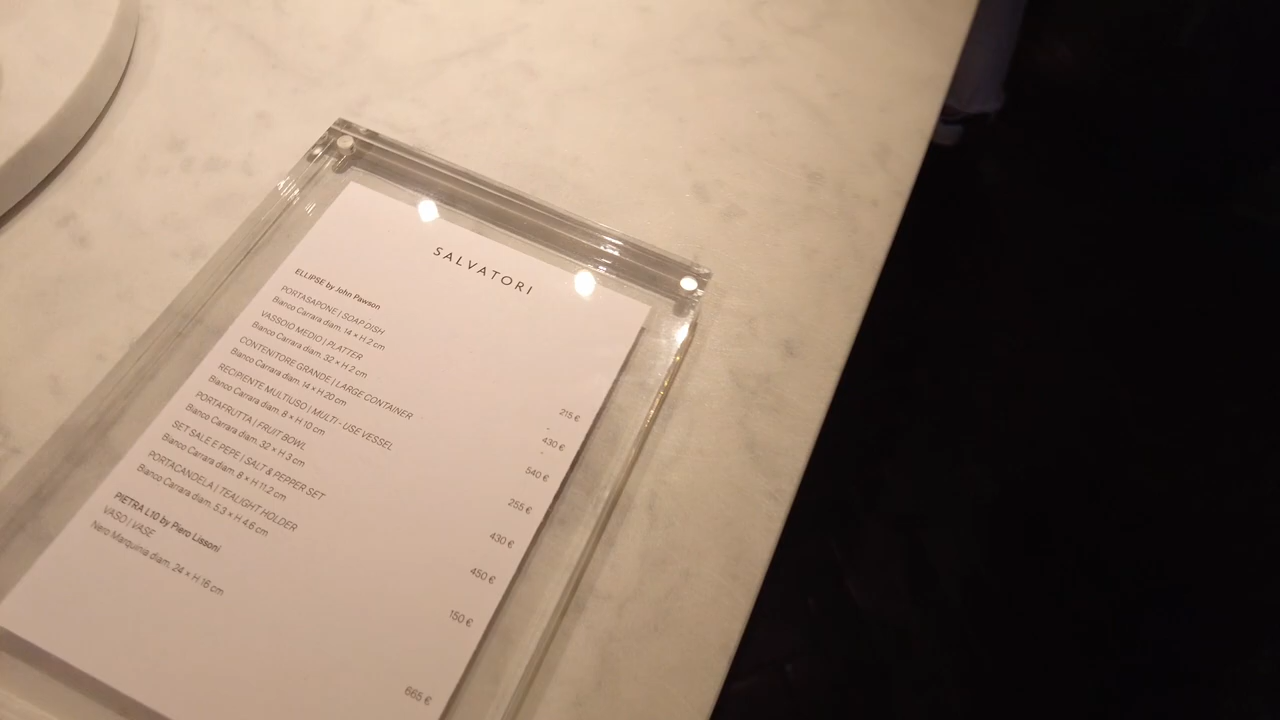 SALVATORI
ELLIPSE by John Pawson
PORTASAPONE | SOAP DISH
Bianco Carrara diam. 14 × H 2 cm 215 €
VASSOIO MEDIO | PLATTER
Bianco Carrara diam. 32 × H 2 cm 430 €
CONTENITORE GRANDE | LARGE CONTAINER
Bianco Carrara diam. 14 × H 20 cm 540 €
RECIPIENTE MULTIUSO | MULTI - USE VESSEL
Bianco Carrara diam. 8 × H 10 cm 255 €
PORTAFRUTTA | FRUIT BOWL
Bianco Carrara diam. 32 × H 3 cm 430 €
SET SALE E PEPE | SALT & PEPPER SET
Bianco Carrara diam. 8 × H 11.2 cm 450 €
PORTACANDELA | TEALIGHT HOLDER
Bianco Carrara diam. 5.3 × H 4.6 cm 150 €
PIETRA L10 by Piero Lissoni
VASO | VASE
Nero Marquinia diam. 24 × H 16 cm 665 €